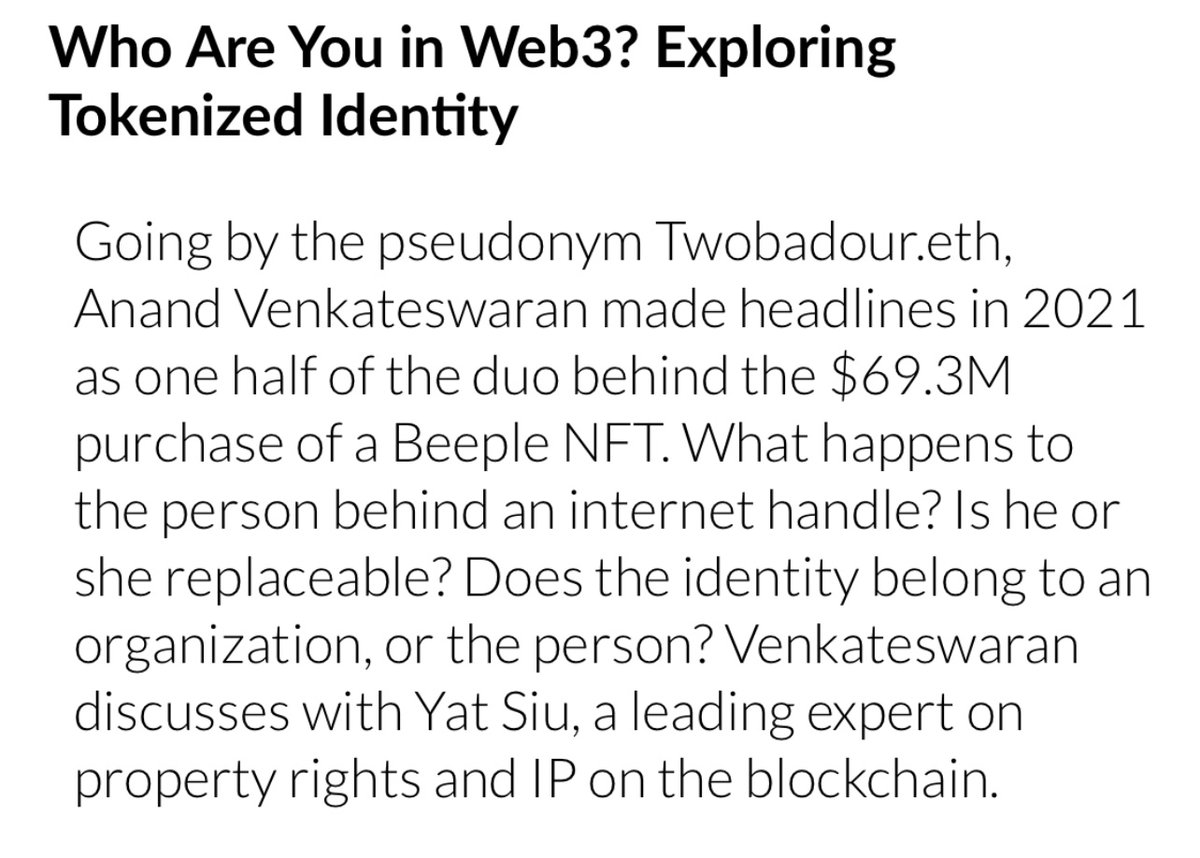 Who Are You in Web3? Exploring
Tokenized Identity
Going by the pseudonym Twobadour.eth,
Anand Venkateswaran made headlines in 2021
as one half of the duo behind the $69.3M
purchase of a Beeple NFT. What happens to
the person behind an internet handle? Is he or
she replaceable? Does the identity belong to an
organization, or the person? Venkateswaran
discusses with Yat Siu, a leading expert on
property rights and IP on the blockchain.